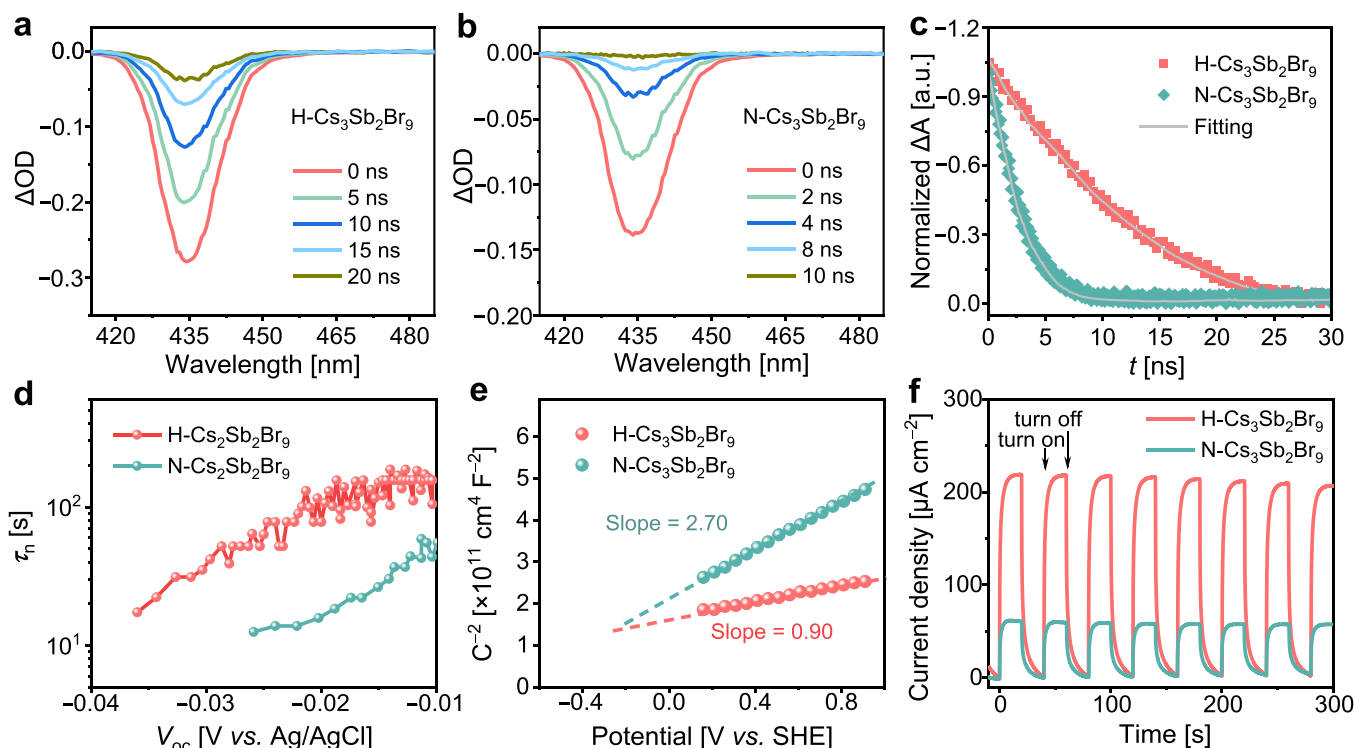 a
0.0
−0.1
−0.2
−0.3
ΔOD
H-Cs₃Sb₂Br₉
0 ns
5 ns
10 ns
15 ns
20 ns
420 435 450 465 480
Wavelength [nm]
b
0.00
−0.05
−0.10
−0.15
−0.20
ΔOD
N-Cs₃Sb₂Br₉
0 ns
2 ns
4 ns
8 ns
10 ns
420 435 450 465 480
Wavelength [nm]
c
−1.2
−0.9
−0.6
−0.3
0.0
Normalized ΔA [a.u.]
H-Cs₃Sb₂Br₉
N-Cs₃Sb₂Br₉
Fitting
0 5 10 15 20 25 30
t [ns]
d
10²
10¹
τₙ [s]
H-Cs₂Sb₂Br₉
N-Cs₂Sb₂Br₉
−0.04 −0.03 −0.02 −0.01
V_oc [V vs. Ag/AgCl]
e
6
5
4
3
2
1
0
C⁻² [×10¹¹ cm⁴ F⁻²]
H-Cs₃Sb₂Br₉
N-Cs₃Sb₂Br₉
Slope = 2.70
Slope = 0.90
−0.4 0.0 0.4 0.8
Potential [V vs. SHE]
f
300
200
100
0
Current density [μA cm⁻²]
turn off
turn on
H-Cs₃Sb₂Br₉
N-Cs₃Sb₂Br₉
0 50 100 150 200 250 300
Time [s]